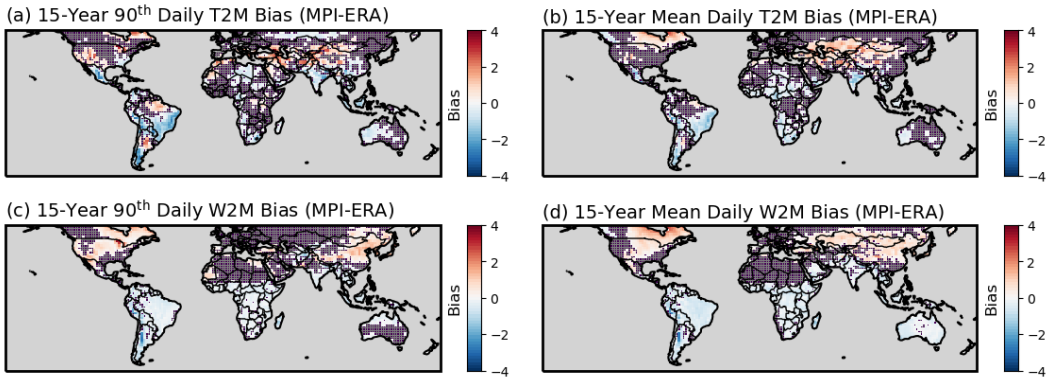 (a) 15-Year 90th Daily T2M Bias (MPI-ERA)
4
2
0
−2
−4
Bias
(b) 15-Year Mean Daily T2M Bias (MPI-ERA)
4
2
0
−2
−4
Bias
(c) 15-Year 90th Daily W2M Bias (MPI-ERA)
4
2
0
−2
−4
Bias
(d) 15-Year Mean Daily W2M Bias (MPI-ERA)
4
2
0
−2
−4
Bias